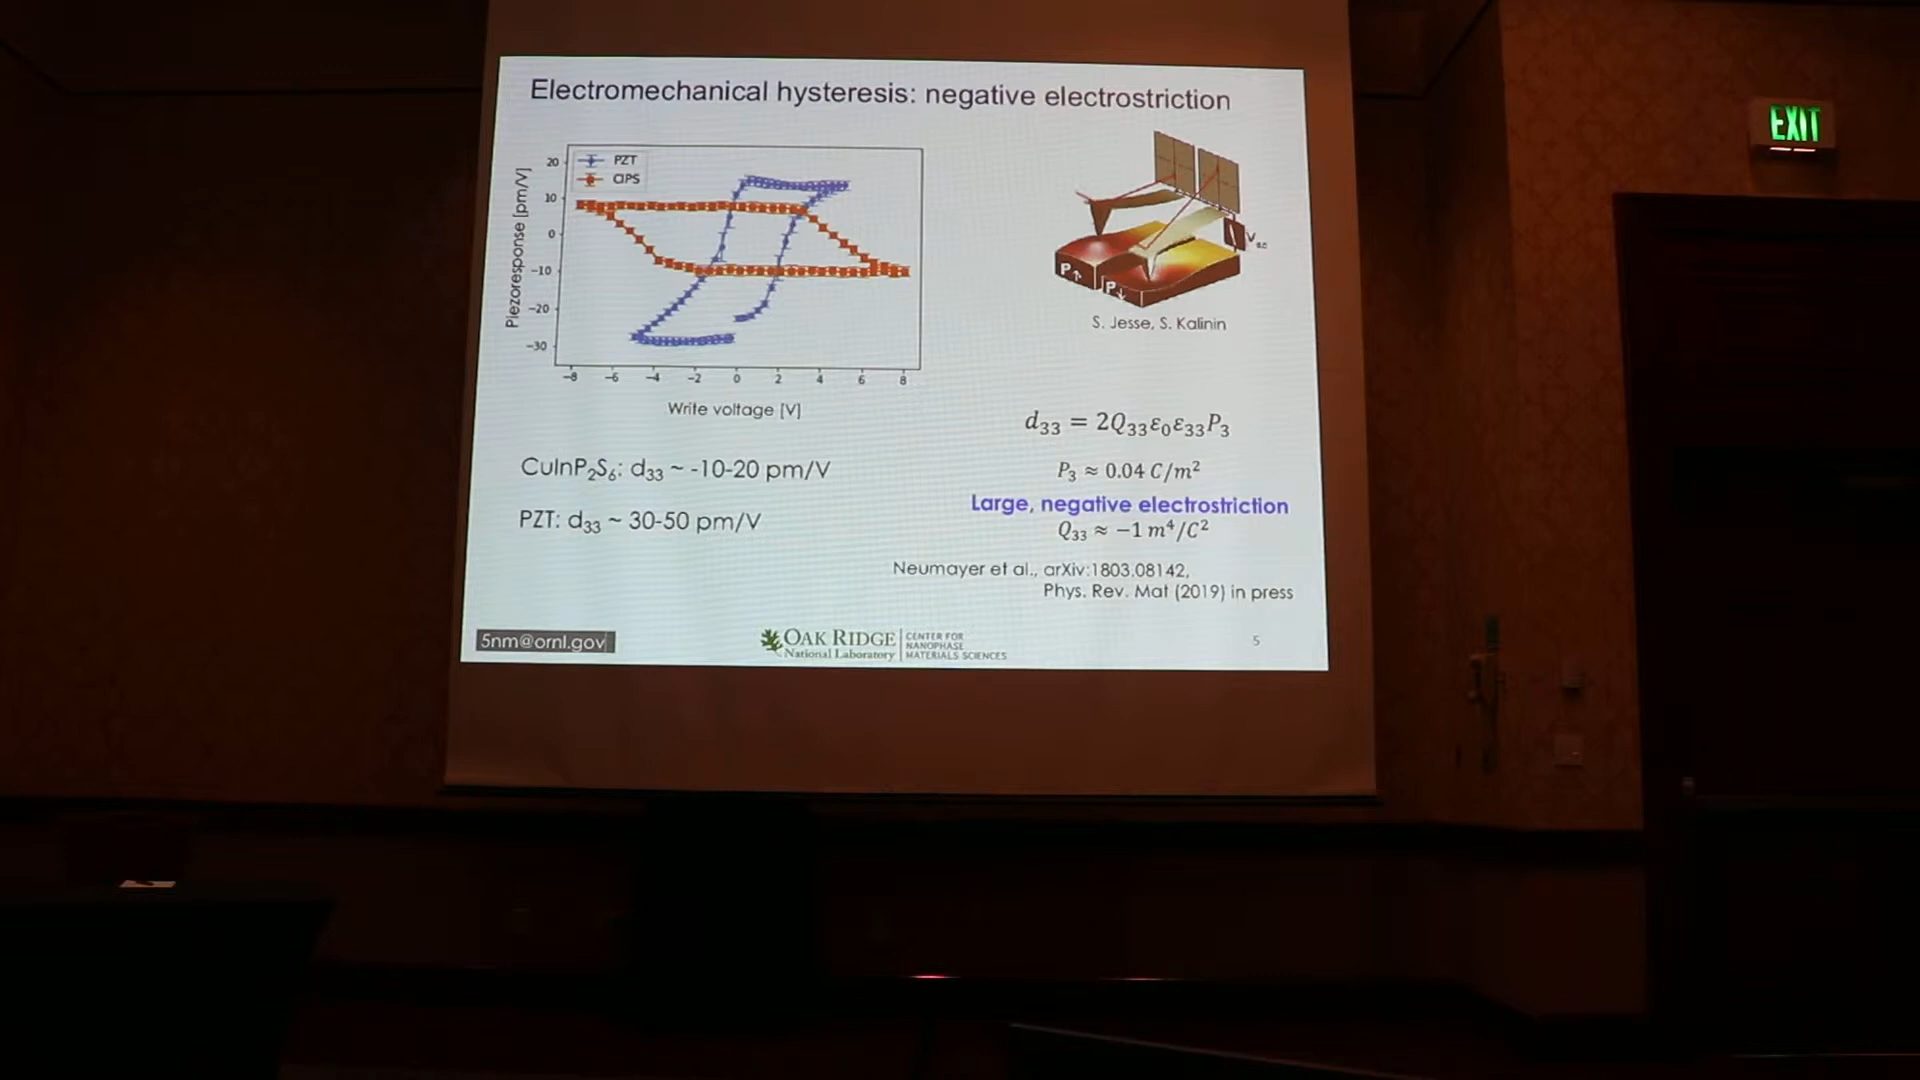 Electromechanical hysteresis: negative electrostriction
PZT
CIPS
20
10
0
−10
−20
−30
Piezoresponse [pm/V]
−8 −6 −4 −2 0 2 4 6 8
Write voltage [V]
P↑
P↓
Vac
S. Jesse, S. Kalinin
d₃₃ = 2Q₃₃ε₀ε₃₃P₃
P₃ ≈ 0.04 C/m²
Large, negative electrostriction
Q₃₃ ≈ −1 m⁴/C²
CuInP₂S₆: d₃₃ ~ -10-20 pm/V
PZT: d₃₃ ~ 30-50 pm/V
Neumayer et al., arXiv:1803.08142,
Phys. Rev. Mat (2019) in press
5nm@ornl.gov
OAK RIDGE
National Laboratory
CENTER FOR
NANOPHASE
MATERIALS SCIENCES
5
EXIT